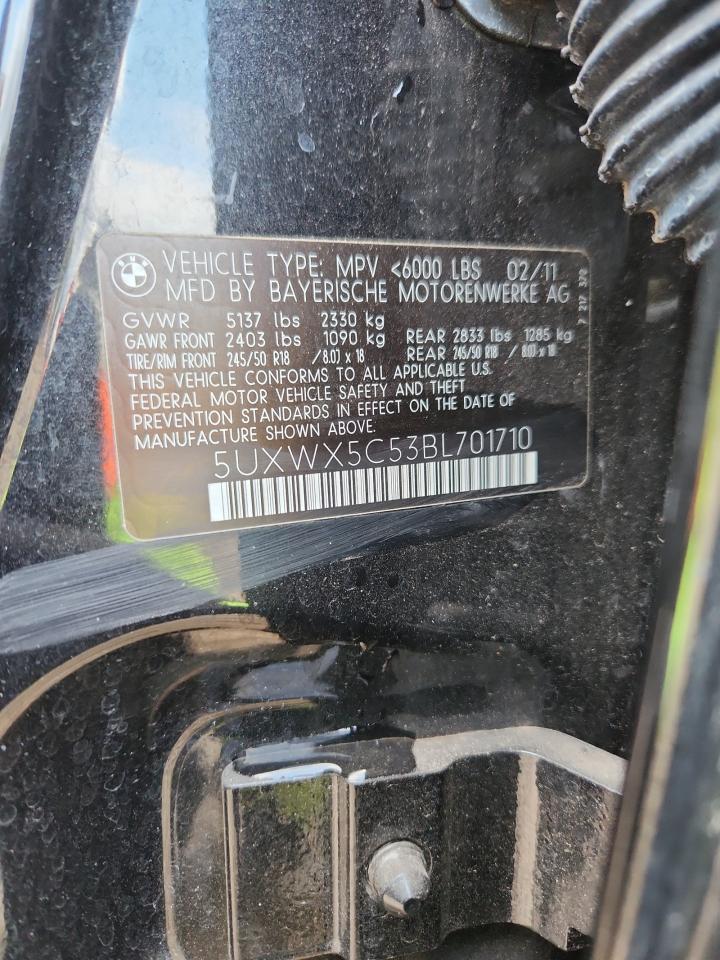 BMW
VEHICLE TYPE: MPV <6000 LBS 02/11
MFD BY BAYERISCHE MOTORENWERKE AG
GVWR 5137 lbs 2330 kg
GAWR FRONT 2403 lbs 1090 kg REAR 2833 lbs 1285 kg
TIRE/RIM FRONT 245/50 R18 /8.0J x 18 REAR 245/50 R18 / 8.0J x 18
THIS VEHICLE CONFORMS TO ALL APPLICABLE U.S.
FEDERAL MOTOR VEHICLE SAFETY AND THEFT
PREVENTION STANDARDS IN EFFECT ON THE DATE OF
MANUFACTURE SHOWN ABOVE.
5UXWX5C53BL701710